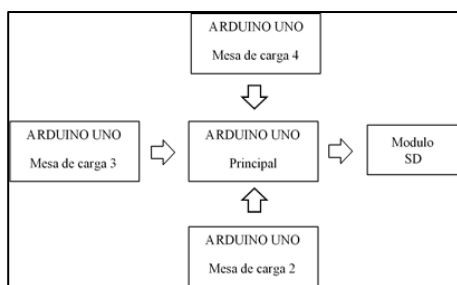 ARDUINO UNO
Mesa de carga 4
ARDUINO UNO
Mesa de carga 3
ARDUINO UNO
Principal
Modulo
SD
ARDUINO UNO
Mesa de carga 2